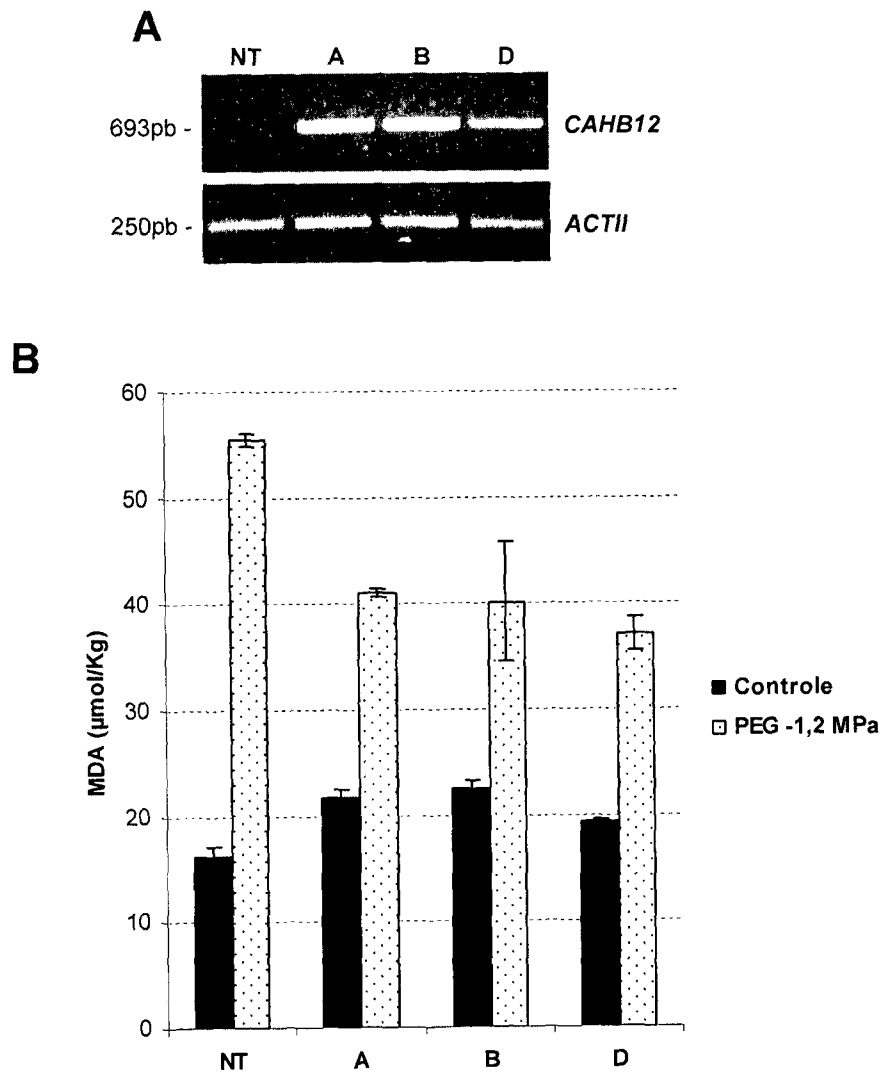 A
NT A B D
693pb - CAHB12
250pb - ACTII
B
60
50
40
30
20
10
0
MDA (µmol/Kg)
NT A B D
Controle
PEG -1,2 MPa